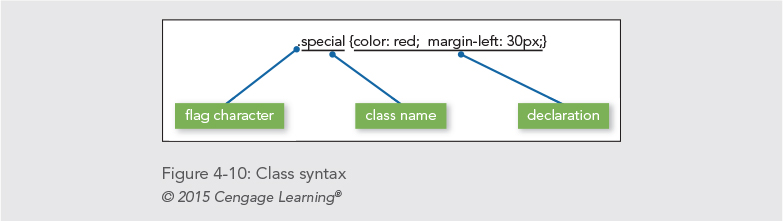 .special {color: red;  margin-left: 30px;}
flag character
class name
declaration
Figure 4-10: Class syntax
© 2015 Cengage Learning®